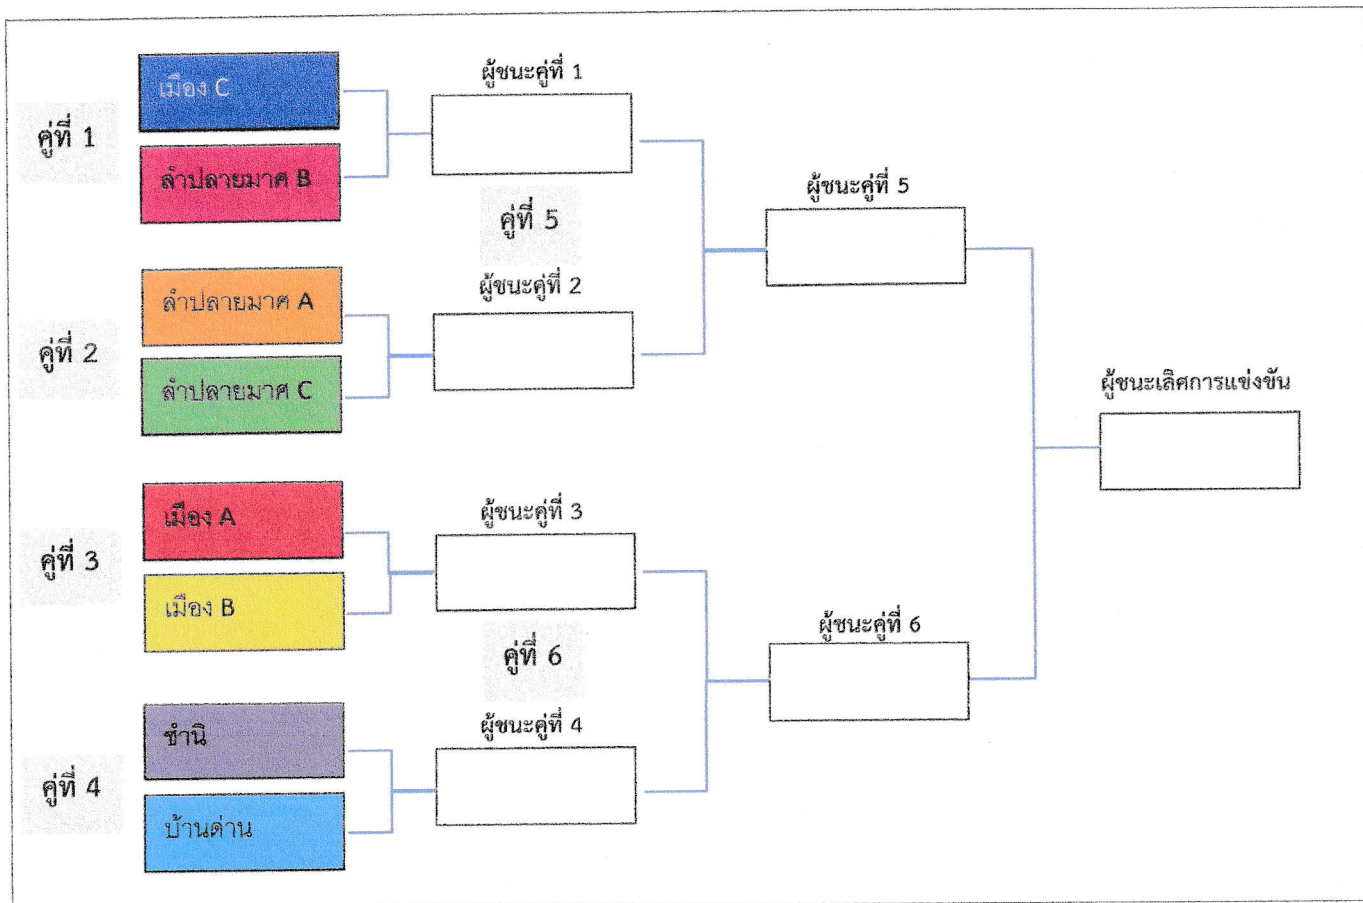 คู่ที่ 1
เมือง C
ลำปลายมาศ B
ผู้ชนะคู่ที่ 1
คู่ที่ 5
ผู้ชนะคู่ที่ 5
คู่ที่ 2
ลำปลายมาศ A
ลำปลายมาศ C
ผู้ชนะคู่ที่ 2
ผู้ชนะเลิศการแข่งขัน
คู่ที่ 3
เมือง A
เมือง B
ผู้ชนะคู่ที่ 3
คู่ที่ 6
ผู้ชนะคู่ที่ 6
คู่ที่ 4
ชำนิ
บ้านด่าน
ผู้ชนะคู่ที่ 4